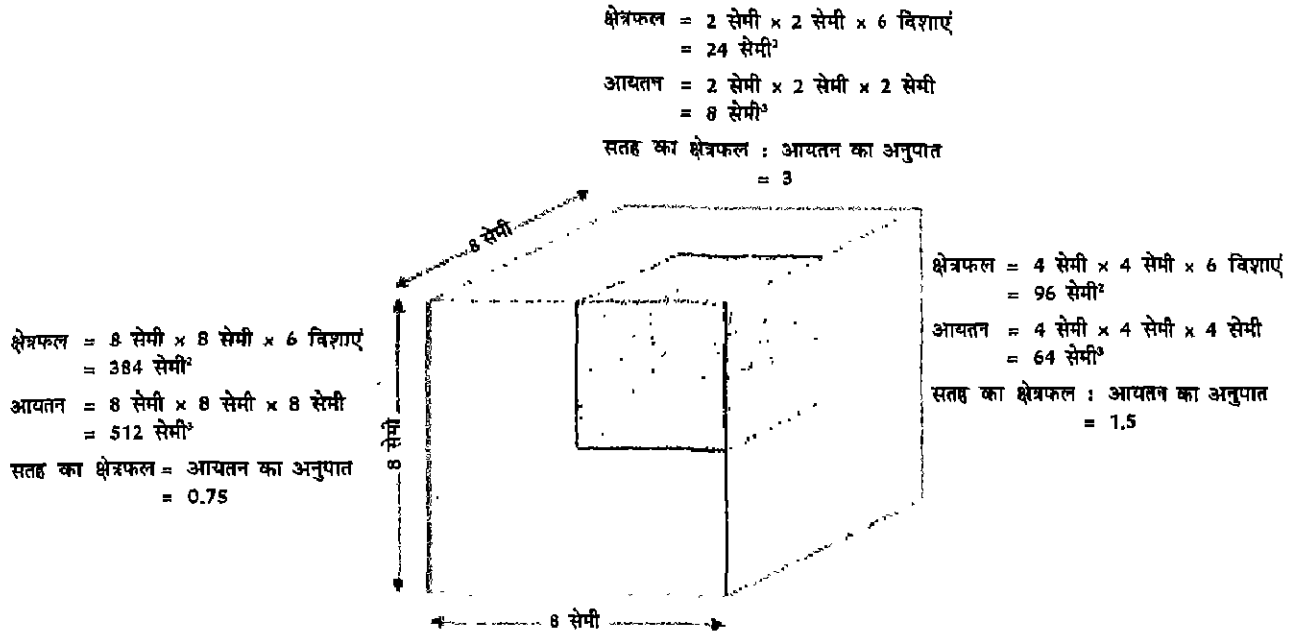 क्षेत्रफल = 2 सेमी × 2 सेमी × 6 दिशाएं
= 24 सेमी²
आयतन = 2 सेमी × 2 सेमी × 2 सेमी
= 8 सेमी³
सतह का क्षेत्रफल : आयतन का अनुपात
= 3
8 सेमी
क्षेत्रफल = 4 सेमी × 4 सेमी × 6 दिशाएं
= 96 सेमी²
आयतन = 4 सेमी × 4 सेमी × 4 सेमी
= 64 सेमी³
सतह का क्षेत्रफल : आयतन का अनुपात
= 1.5
क्षेत्रफल = 8 सेमी × 8 सेमी × 6 दिशाएं
= 384 सेमी²
आयतन = 8 सेमी × 8 सेमी × 8 सेमी
= 512 सेमी³
सतह का क्षेत्रफल = आयतन का अनुपात
= 0.75
8 सेमी
8 सेमी